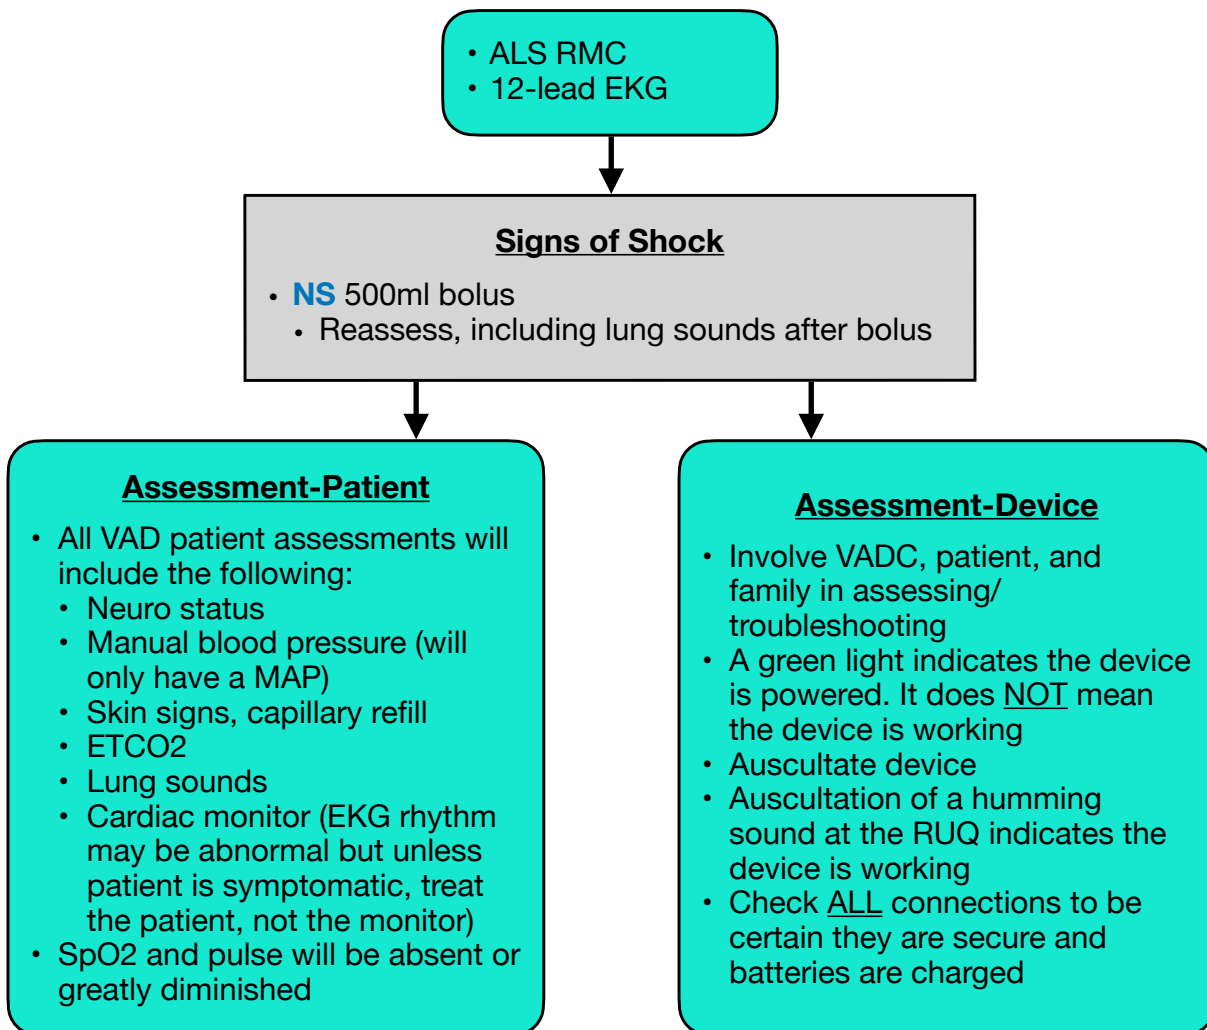 • ALS RMC
• 12-lead EKG
Signs of Shock
• NS 500ml bolus
• Reassess, including lung sounds after bolus
Assessment-Patient
• All VAD patient assessments will
include the following:
• Neuro status
• Manual blood pressure (will
only have a MAP)
• Skin signs, capillary refill
• ETCO2
• Lung sounds
• Cardiac monitor (EKG rhythm
may be abnormal but unless
patient is symptomatic, treat
the patient, not the monitor)
• SpO2 and pulse will be absent or
greatly diminished
Assessment-Device
• Involve VADC, patient, and
family in assessing/
troubleshooting
• A green light indicates the device
is powered. It does NOT mean
the device is working
• Auscultate device
• Auscultation of a humming
sound at the RUQ indicates the
device is working
• Check ALL connections to be
certain they are secure and
batteries are charged